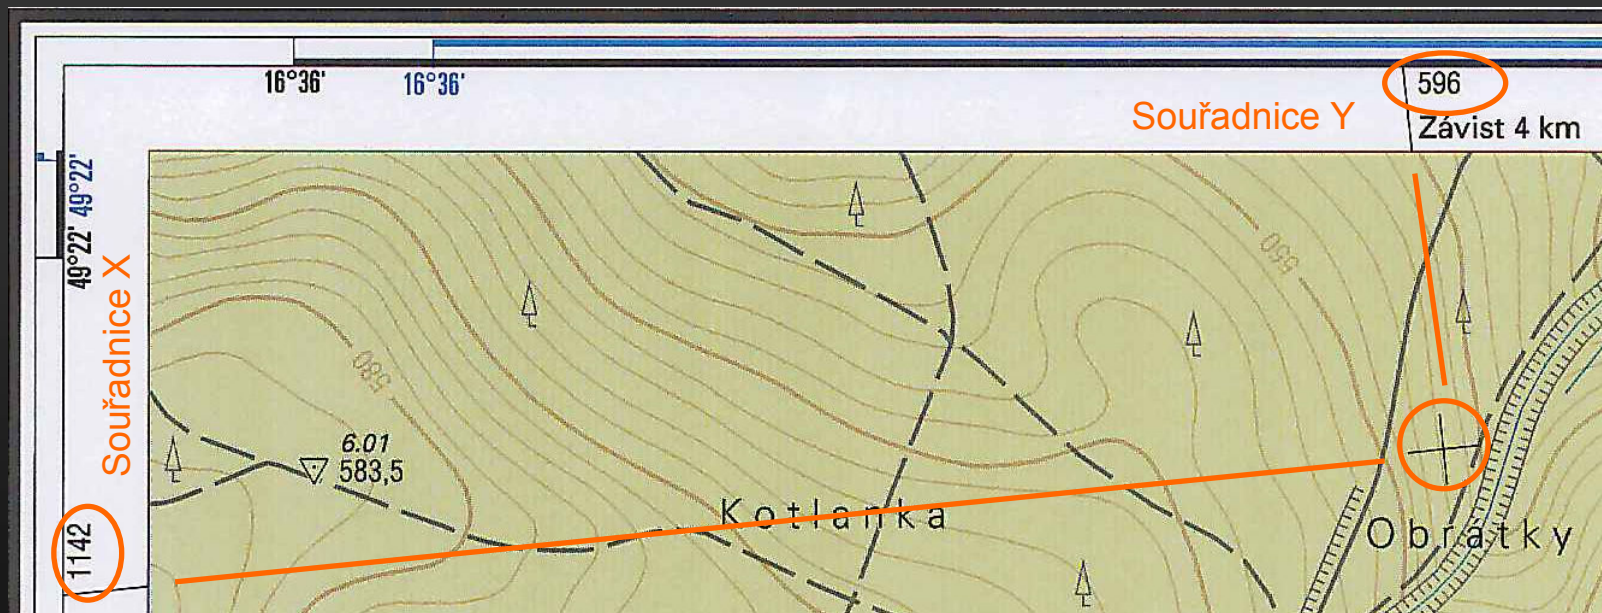 16°36'
16°36'
596
Souřadnice Y
Závist 4 km
49°22'
49°22'
Souřadnice X
550
580
6.01
583,5
Kotlanka
Obrátky
1142